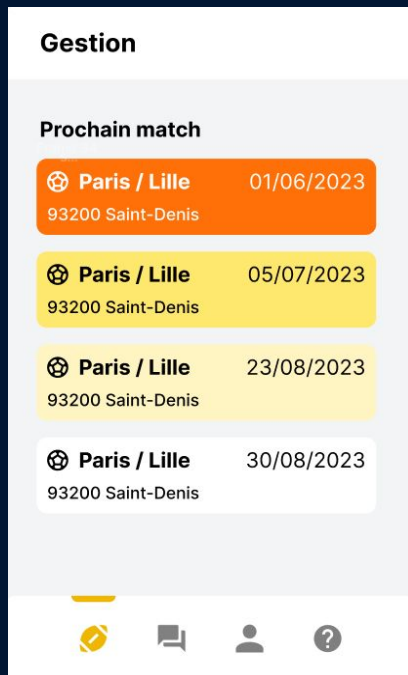 Gestion
Prochain match
Paris / Lille 01/06/2023
93200 Saint-Denis
Paris / Lille 05/07/2023
93200 Saint-Denis
Paris / Lille 23/08/2023
93200 Saint-Denis
Paris / Lille 30/08/2023
93200 Saint-Denis